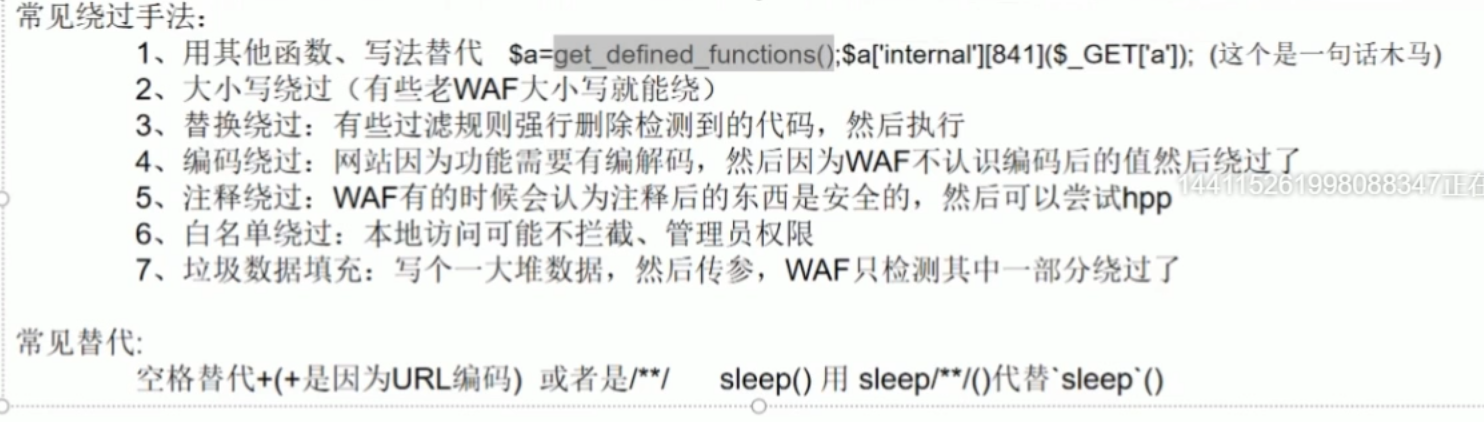 常见绕过手法：
1、用其他函数、写法替代 $a=get_defined_functions();$a['internal'][841]($_GET['a']); (这个是一句话木马)
2、大小写绕过（有些老WAF大小写就能绕）
3、替换绕过：有些过滤规则强行删除检测到的代码，然后执行
4、编码绕过：网站因为功能需要有编解码，然后因为WAF不认识编码后的值然后绕过了
5、注释绕过：WAF有的时候会认为注释后的东西是安全的，然后可以尝试hpp
144115261998088347正在
6、白名单绕过：本地访问可能不拦截、管理员权限
7、垃圾数据填充：写个一大堆数据，然后传参，WAF只检测其中一部分绕过了
常见替代:
空格替代+(+是因为URL编码) 或者是/**/ sleep() 用 sleep/**/()代替`sleep`()